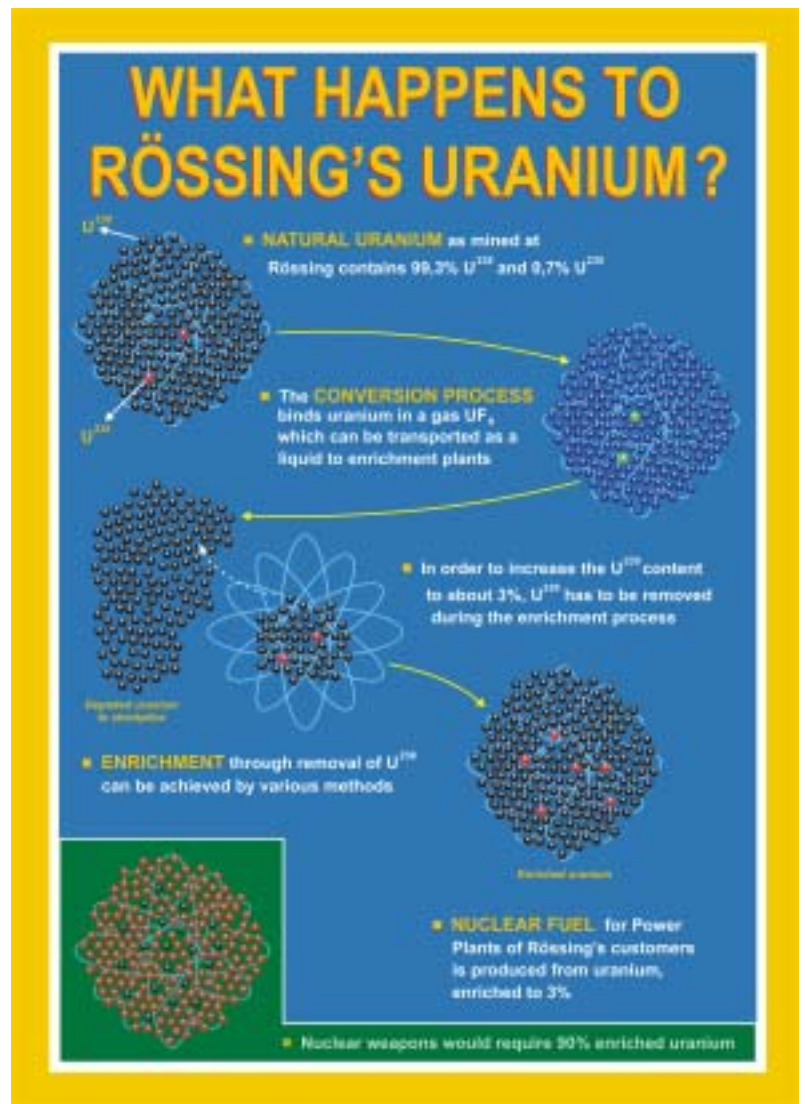 WHAT HAPPENS TO
RÖSSING'S URANIUM?
U
NATURAL URANIUM as mined at
Rössing contains 99,3% U²³⁸ and 0,7% U
The CONVERSION PROCESS
binds uranium in a gas UF₆
which can be transported as a
liquid to enrichment plants
U
In order to increase the U content
to about 3%, U has to be removed
during the enrichment process
Depleted uranium
to stockpiles
ENRICHMENT through removal of U²³⁸
can be achieved by various methods
Enriched uranium
NUCLEAR FUEL for Power
Plants of Rössing's customers
is produced from uranium,
enriched to 3%
Nuclear weapons would require 90% enriched uranium